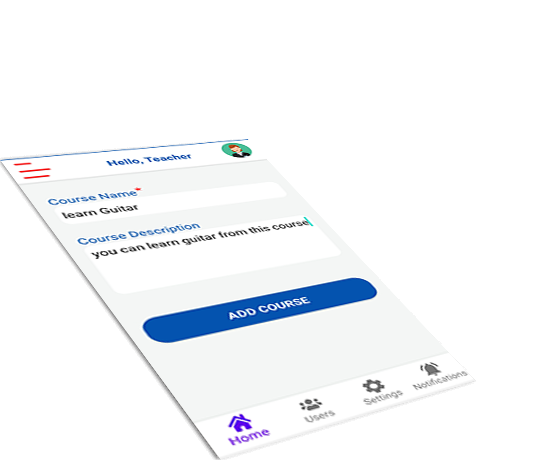 Hello, Teacher
Course Name*
learn Guitar
Course Description
you can learn guitar from this course
ADD COURSE
Home
Users
Settings
Notifications